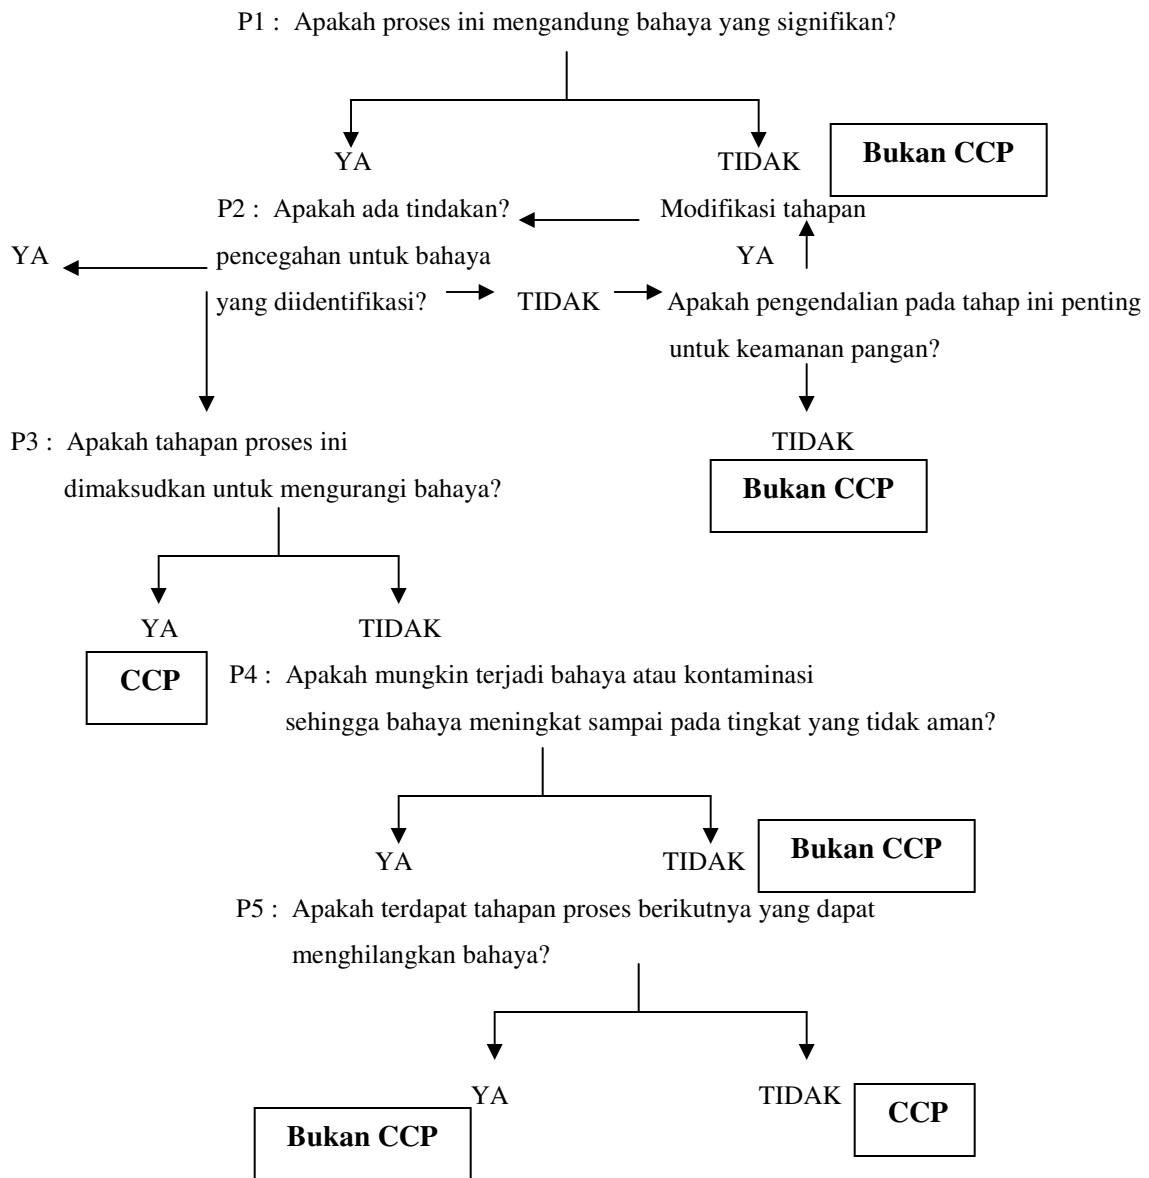 P1 : Apakah proses ini mengandung bahaya yang signifikan?
YA
TIDAK
Bukan CCP
P2 : Apakah ada tindakan?
Modifikasi tahapan
YA
pencegahan untuk bahaya
YA
yang diidentifikasi?
TIDAK
Apakah pengendalian pada tahap ini penting
untuk keamanan pangan?
P3 : Apakah tahapan proses ini
TIDAK
dimaksudkan untuk mengurangi bahaya?
Bukan CCP
YA
TIDAK
CCP
P4 : Apakah mungkin terjadi bahaya atau kontaminasi
sehingga bahaya meningkat sampai pada tingkat yang tidak aman?
YA
TIDAK
Bukan CCP
P5 : Apakah terdapat tahapan proses berikutnya yang dapat
menghilangkan bahaya?
YA
TIDAK
CCP
Bukan CCP